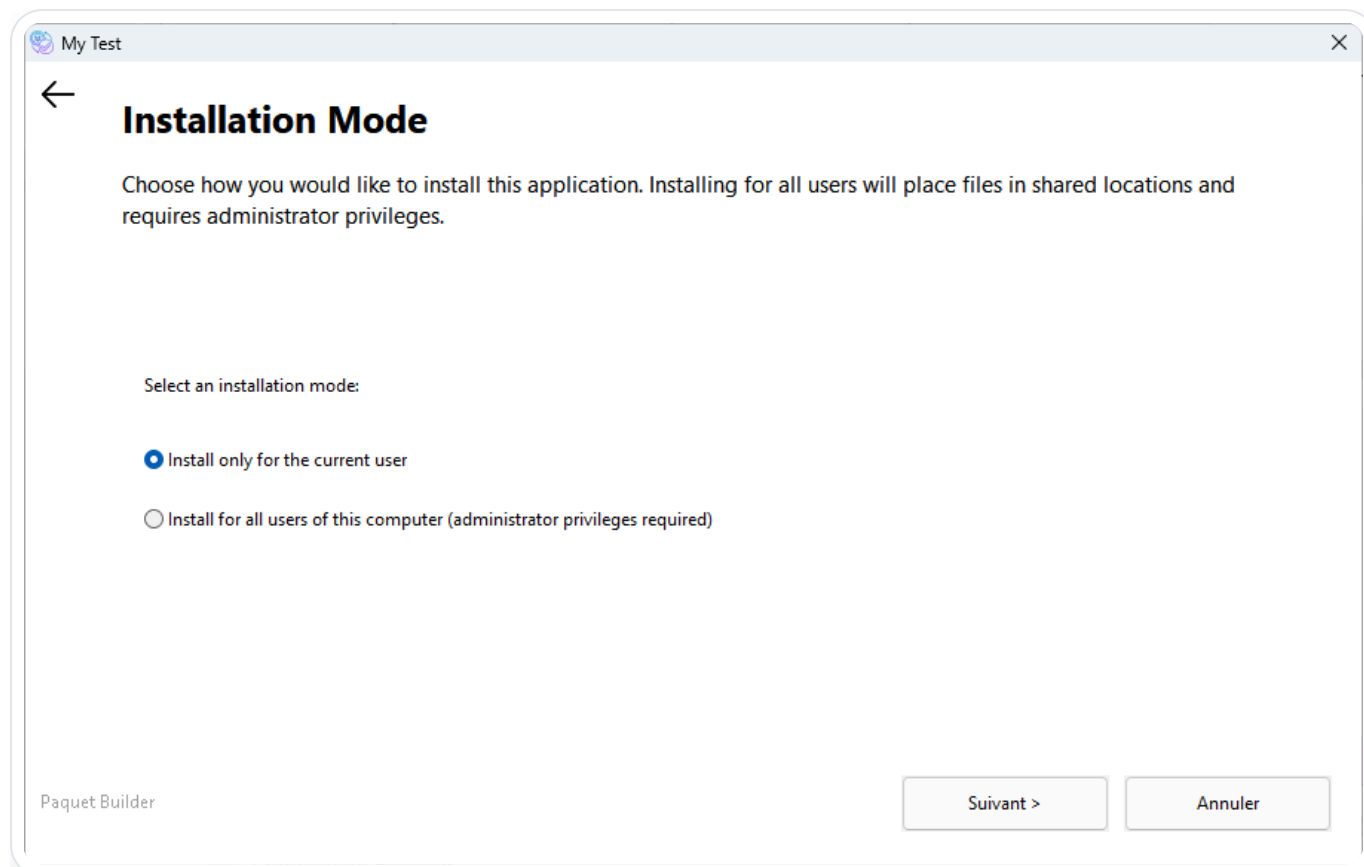 My Test
Installation Mode
Choose how you would like to install this application. Installing for all users will place files in shared locations and
requires administrator privileges.
Select an installation mode:
Install only for the current user
Install for all users of this computer (administrator privileges required)
Paquet Builder
Suivant >
Annuler